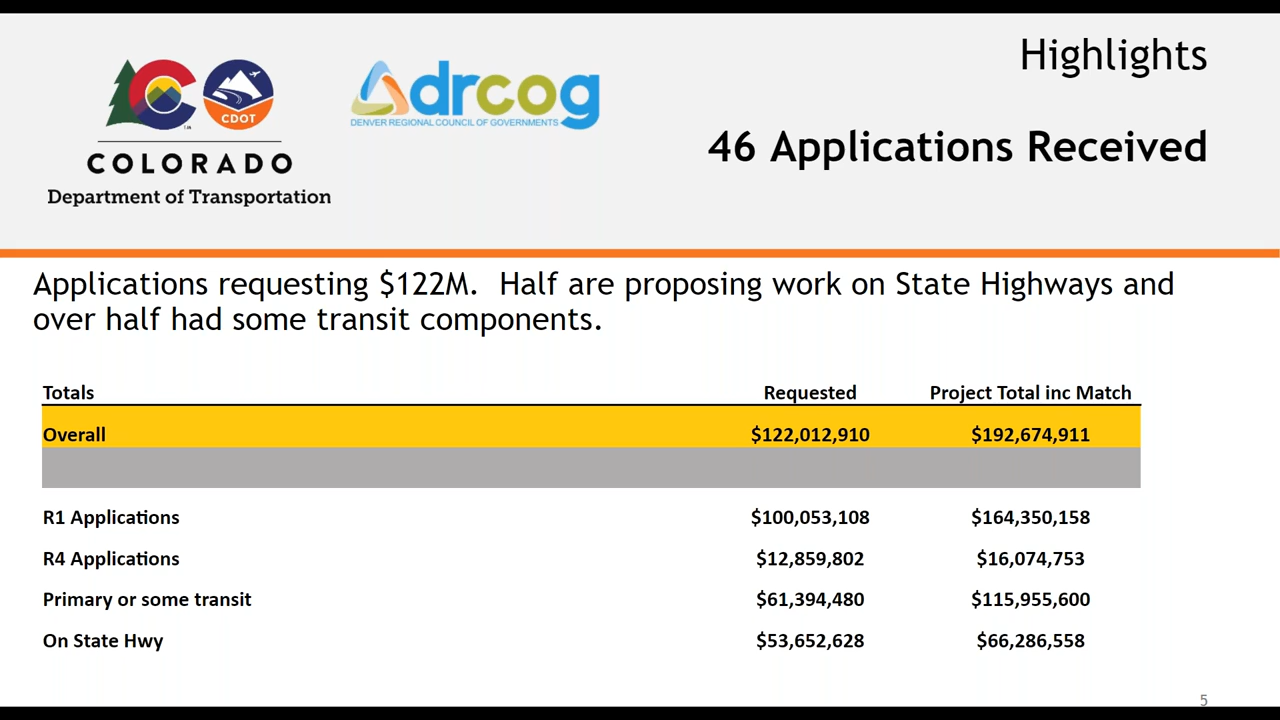 Highlights
46 Applications Received
CDOT
COLORADO
Department of Transportation
drcog
DENVER REGIONAL COUNCIL OF GOVERNMENTS
Applications requesting $122M.  Half are proposing work on State Highways and
over half had some transit components.
Totals Requested Project Total inc Match
Overall $122,012,910 $192,674,911
R1 Applications $100,053,108 $164,350,158
R4 Applications $12,859,802 $16,074,753
Primary or some transit $61,394,480 $115,955,600
On State Hwy $53,652,628 $66,286,558
5